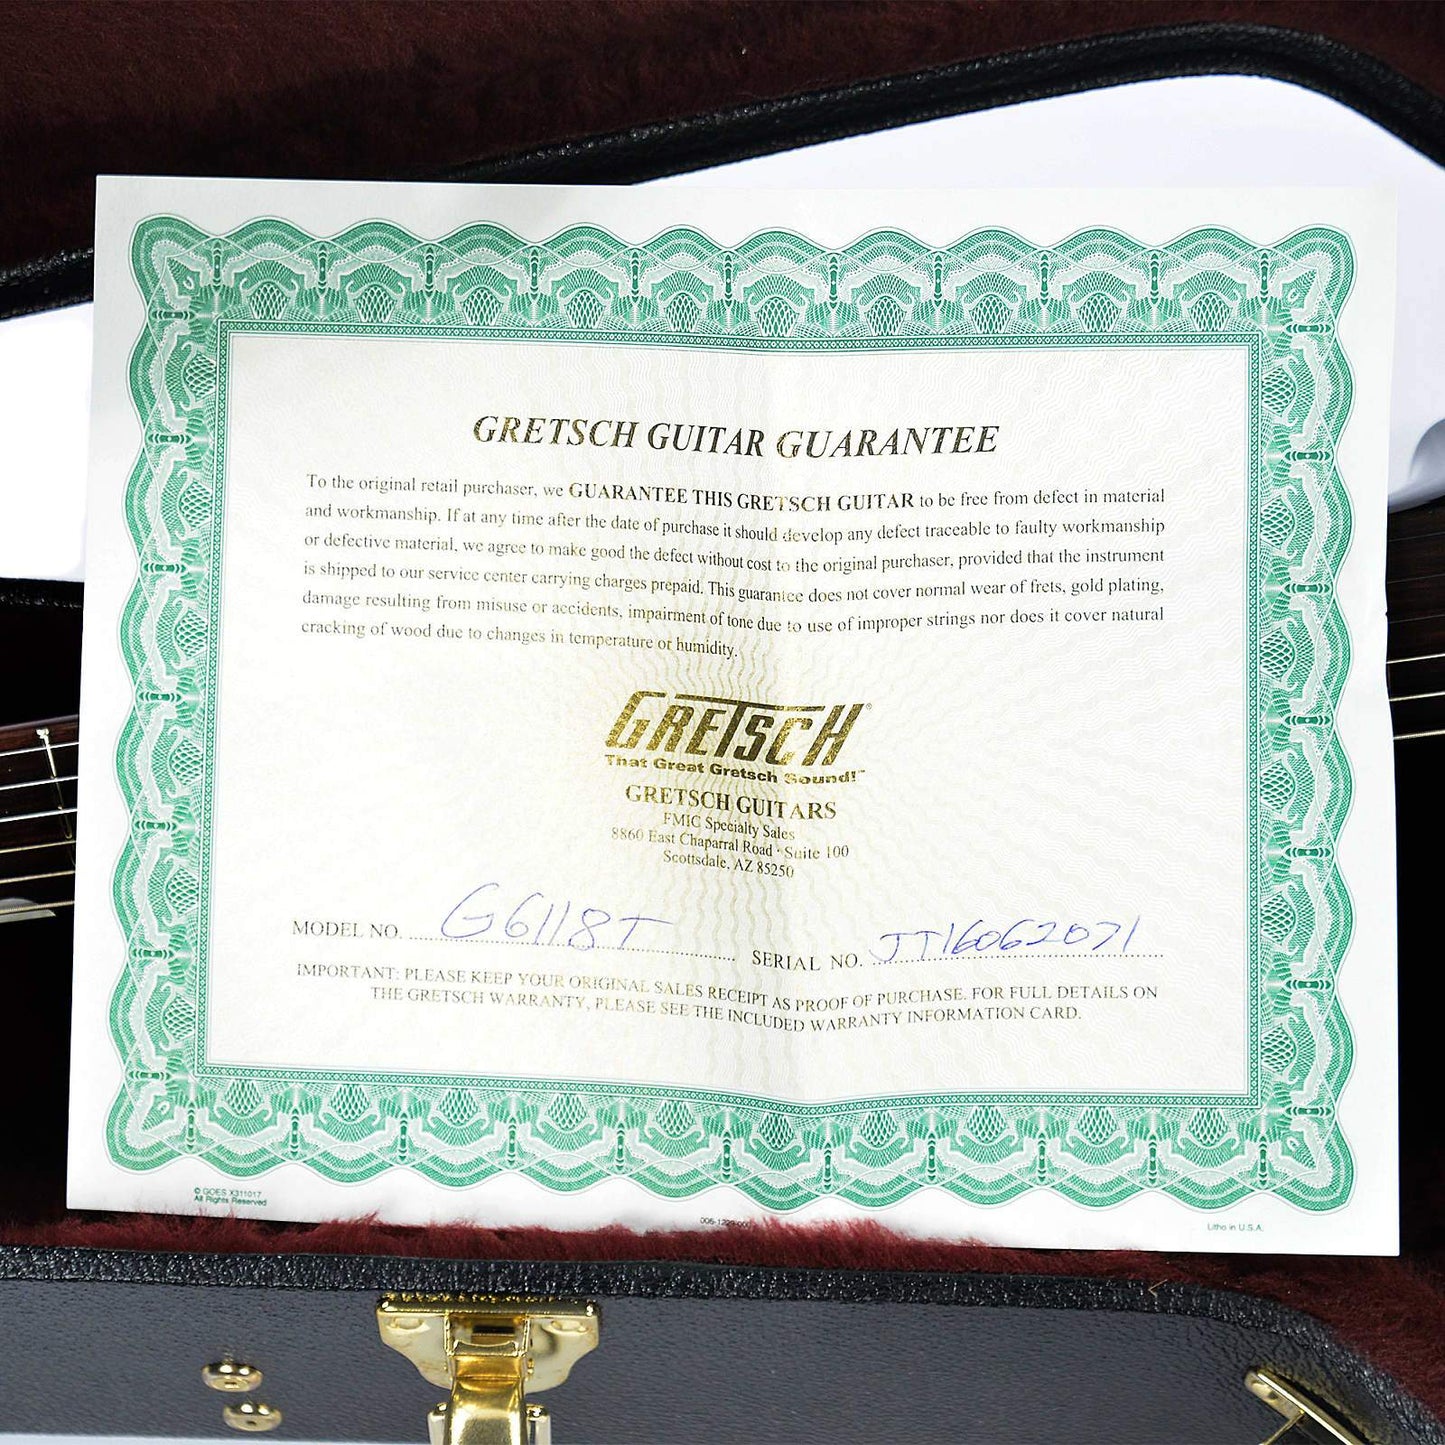 GRETSCH GUITAR GUARANTEE
To the original retail purchaser, we GUARANTEE THIS GRETSCH GUITAR to be free from defect in material
and workmanship. If at any time after the date of purchase it should develop any defect traceable to faulty workmanship
or defective material, we agree to make good the defect without cost to the original purchaser, provided that the instrument
is shipped to our service center carrying charges prepaid. This guarantee does not cover normal wear of frets, gold plating,
damage resulting from misuse or accidents, impairment of tone due to use of improper strings nor does it cover natural
cracking of wood due to changes in temperature or humidity.
GRETSCH®
That Great Gretsch Sound!™
GRETSCH GUITARS
FMIC Specialty Sales
8860 East Chaparral Road · Suite 100
Scottsdale, AZ 85250
MODEL NO. G6118T SERIAL NO. JT16062071
IMPORTANT: PLEASE KEEP YOUR ORIGINAL SALES RECEIPT AS PROOF OF PURCHASE. FOR FULL DETAILS ON
THE GRETSCH WARRANTY, PLEASE SEE THE INCLUDED WARRANTY INFORMATION CARD.
© GOES X311017
All Rights Reserved
Litho in U.S.A.